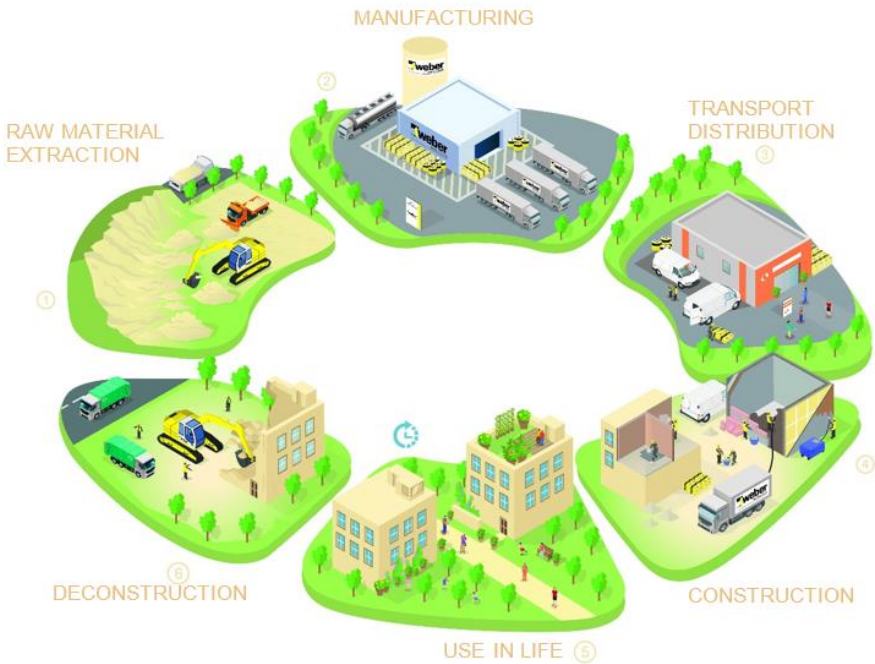 MANUFACTURING
②
weber
weber
RAW MATERIAL
EXTRACTION
①
TRANSPORT
DISTRIBUTION
③
④
weber
CONSTRUCTION
USE IN LIFE ⑤
⑥
DECONSTRUCTION